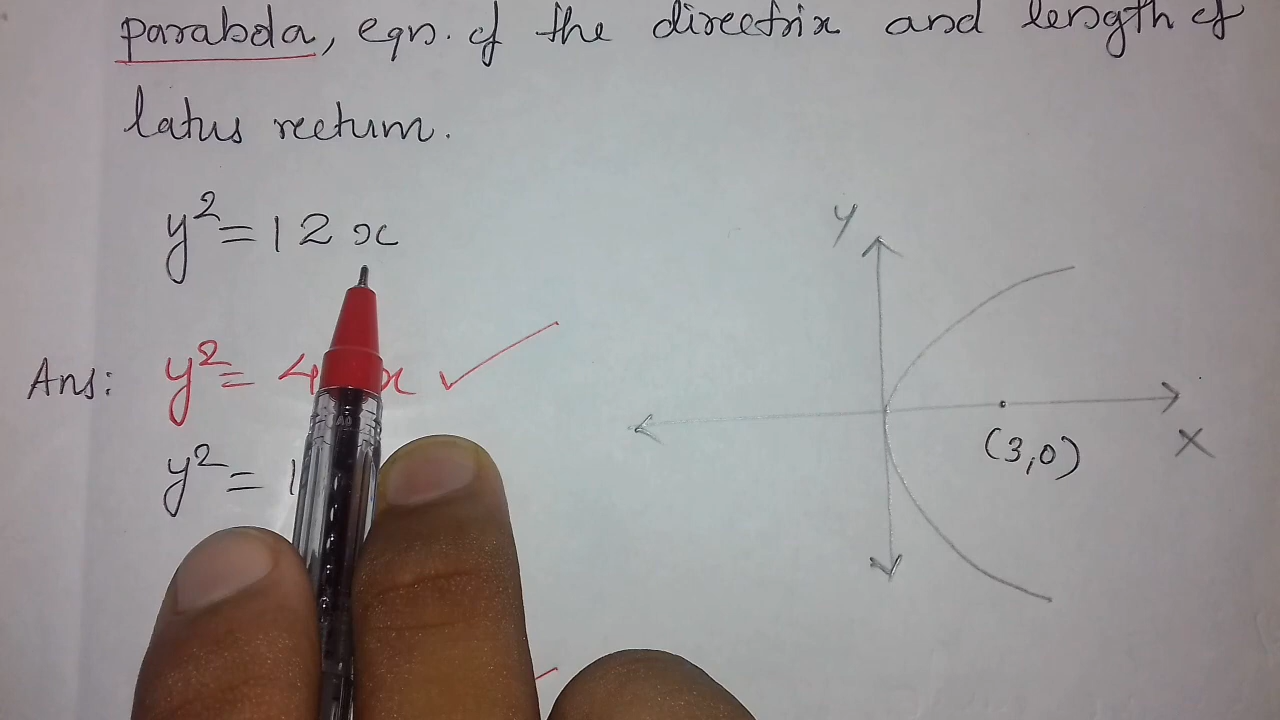 parabola, eqn. of the directrix and length of
latus rectum.
y² = 12x
Ans: y² = 4 x
y² = 1
y
x
(3,0)